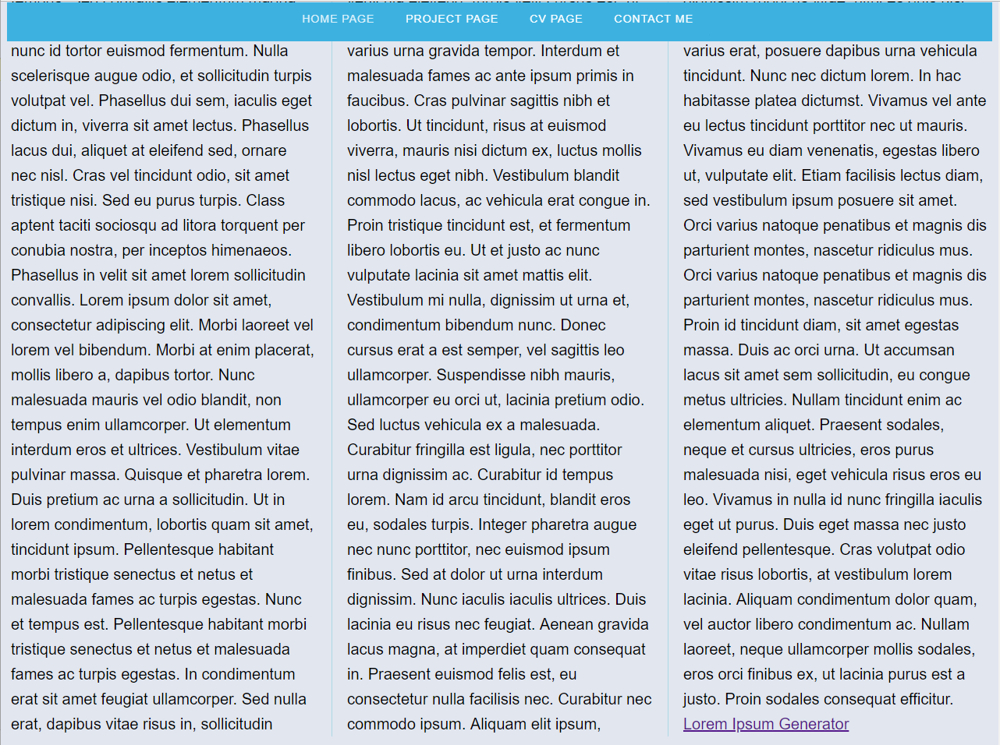 HOME PAGE PROJECT PAGE CV PAGE CONTACT ME
nunc id tortor euismod fermentum. Nulla
scelerisque augue odio, et sollicitudin turpis
volutpat vel. Phasellus dui sem, iaculis eget
dictum in, viverra sit amet lectus. Phasellus
lacus dui, aliquet at eleifend sed, ornare
nec nisl. Cras vel tincidunt odio, sit amet
tristique nisi. Sed eu purus turpis. Class
aptent taciti sociosqu ad litora torquent per
conubia nostra, per inceptos himenaeos.
Phasellus in velit sit amet lorem sollicitudin
convallis. Lorem ipsum dolor sit amet,
consectetur adipiscing elit. Morbi laoreet vel
lorem vel bibendum. Morbi at enim placerat,
mollis libero a, dapibus tortor. Nunc
malesuada mauris vel odio blandit, non
tempus enim ullamcorper. Ut elementum
interdum eros et ultrices. Vestibulum vitae
pulvinar massa. Quisque et pharetra lorem.
Duis pretium ac urna a sollicitudin. Ut in
lorem condimentum, lobortis quam sit amet,
tincidunt ipsum. Pellentesque habitant
morbi tristique senectus et netus et
malesuada fames ac turpis egestas. Nunc
et tempus est. Pellentesque habitant morbi
tristique senectus et netus et malesuada
fames ac turpis egestas. In condimentum
erat sit amet feugiat ullamcorper. Sed nulla
erat, dapibus vitae risus in, sollicitudin
varius urna gravida tempor. Interdum et
malesuada fames ac ante ipsum primis in
faucibus. Cras pulvinar sagittis nibh et
lobortis. Ut tincidunt, risus at euismod
viverra, mauris nisi dictum ex, luctus mollis
nisl lectus eget nibh. Vestibulum blandit
commodo lacus, ac vehicula erat congue in.
Proin tristique tincidunt est, et fermentum
libero lobortis eu. Ut et justo ac nunc
vulputate lacinia sit amet mattis elit.
Vestibulum mi nulla, dignissim ut urna et,
condimentum bibendum nunc. Donec
cursus erat a est semper, vel sagittis leo
ullamcorper. Suspendisse nibh mauris,
ullamcorper eu orci ut, lacinia pretium odio.
Sed luctus vehicula ex a malesuada.
Curabitur fringilla est ligula, nec porttitor
urna dignissim ac. Curabitur id tempus
lorem. Nam id arcu tincidunt, blandit eros
eu, sodales turpis. Integer pharetra augue
nec nunc porttitor, nec euismod ipsum
finibus. Sed at dolor ut urna interdum
dignissim. Nunc iaculis iaculis ultrices. Duis
lacinia eu risus nec feugiat. Aenean gravida
lacus magna, at imperdiet quam consequat
in. Praesent euismod felis est, eu
consectetur nulla facilisis nec. Curabitur nec
commodo ipsum. Aliquam elit ipsum,
varius erat, posuere dapibus urna vehicula
tincidunt. Nunc nec dictum lorem. In hac
habitasse platea dictumst. Vivamus vel ante
eu lectus tincidunt porttitor nec ut mauris.
Vivamus eu diam venenatis, egestas libero
ut, vulputate elit. Etiam facilisis lectus diam,
sed vestibulum ipsum posuere sit amet.
Orci varius natoque penatibus et magnis dis
parturient montes, nascetur ridiculus mus.
Orci varius natoque penatibus et magnis dis
parturient montes, nascetur ridiculus mus.
Proin id tincidunt diam, sit amet egestas
massa. Duis ac orci urna. Ut accumsan
lacus sit amet sem sollicitudin, eu congue
metus ultricies. Nullam tincidunt enim ac
elementum aliquet. Praesent sodales,
neque et cursus ultricies, eros purus
malesuada nisi, eget vehicula risus eros eu
leo. Vivamus in nulla id nunc fringilla iaculis
eget ut purus. Duis eget massa nec justo
eleifend pellentesque. Cras volutpat odio
vitae risus lobortis, at vestibulum lorem
lacinia. Aliquam condimentum dolor quam,
vel auctor libero condimentum ac. Nullam
laoreet, neque ullamcorper mollis sodales,
eros orci finibus ex, ut lacinia purus est a
justo. Proin sodales consequat efficitur.
Lorem Ipsum Generator